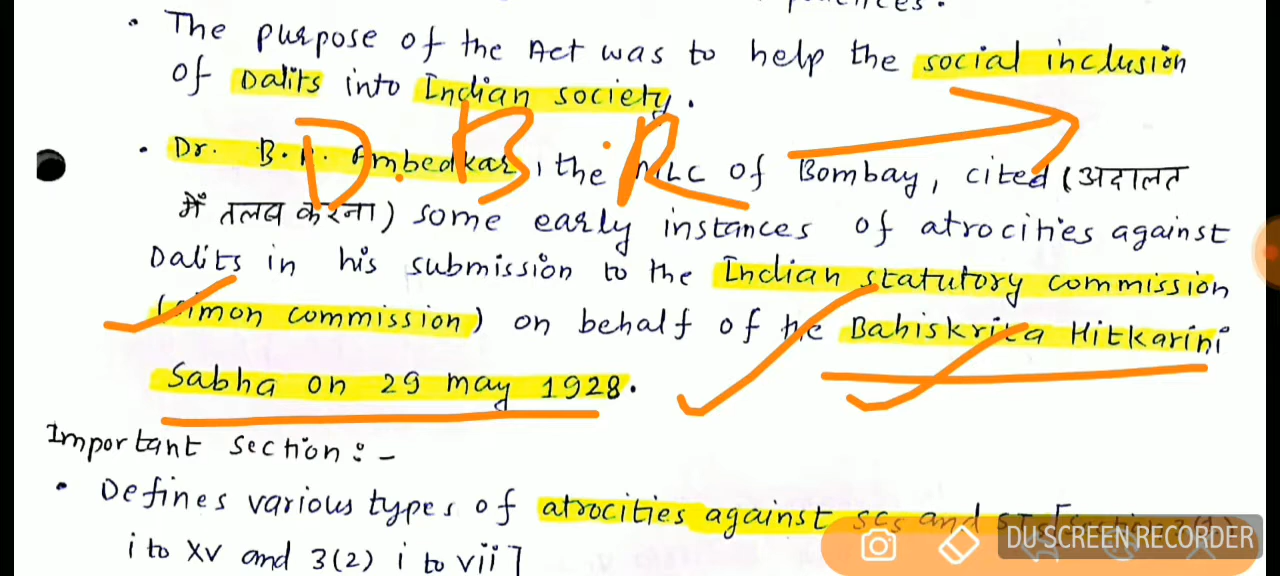 • The purpose of the Act was to help the social inclusion
of Dalits into Indian society.
• Dr. B.R. Ambedkar, the MLC of Bombay, cited (अदालत
में तलब करना) some early instances of atrocities against
Dalits in his submission to the Indian statutory commission
(Simon commission) on behalf of the Bahiskrita Hitkarini
Sabha on 29 may 1928.
D. B. R
Important section:-
• Defines various types of atrocities against SCs and STs
i to XV and 3(2) i to vii]
DU SCREEN RECORDER